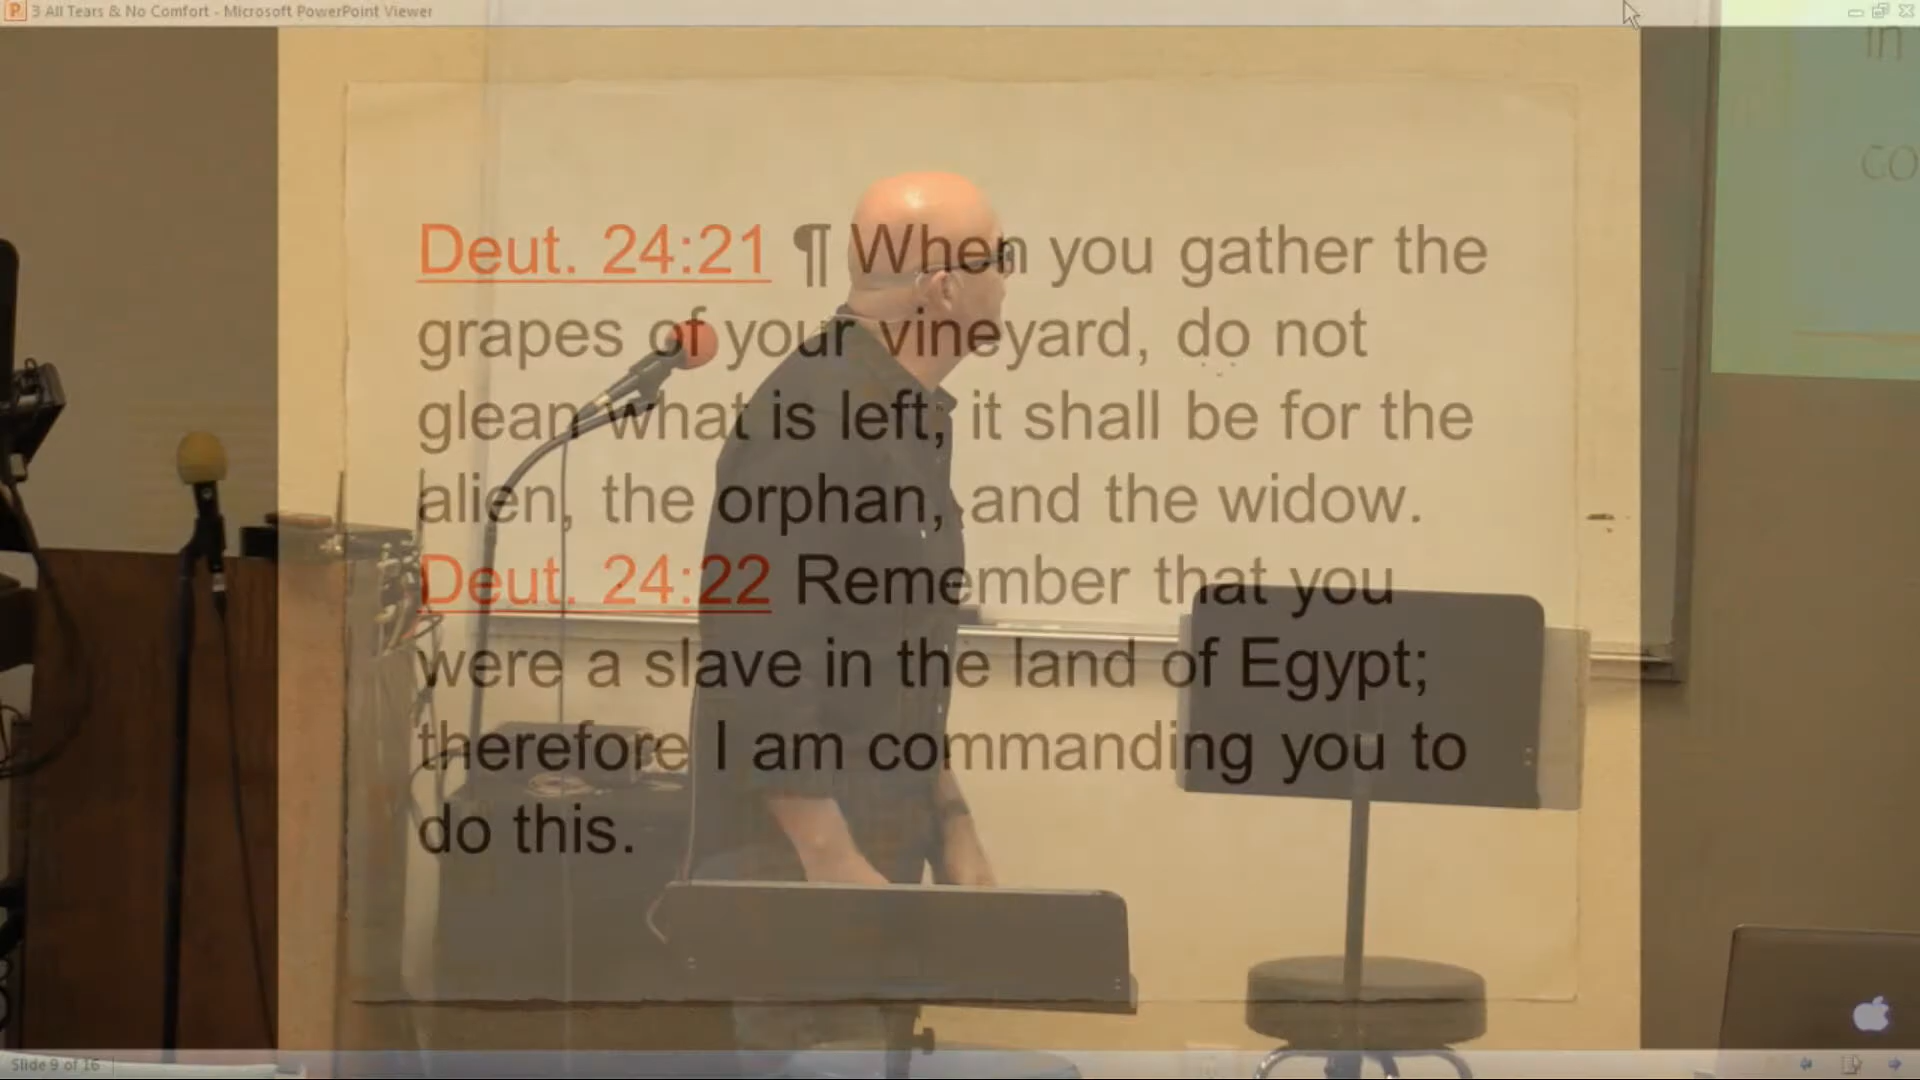 3 All Tears & No Comfort - Microsoft PowerPoint Viewer
in
co
Deut. 24:21 ¶ When you gather the
grapes of your vineyard, do not
glean what is left; it shall be for the
alien, the orphan, and the widow.
Deut. 24:22 Remember that you
were a slave in the land of Egypt;
therefore I am commanding you to
do this.
Slide 9 of 16